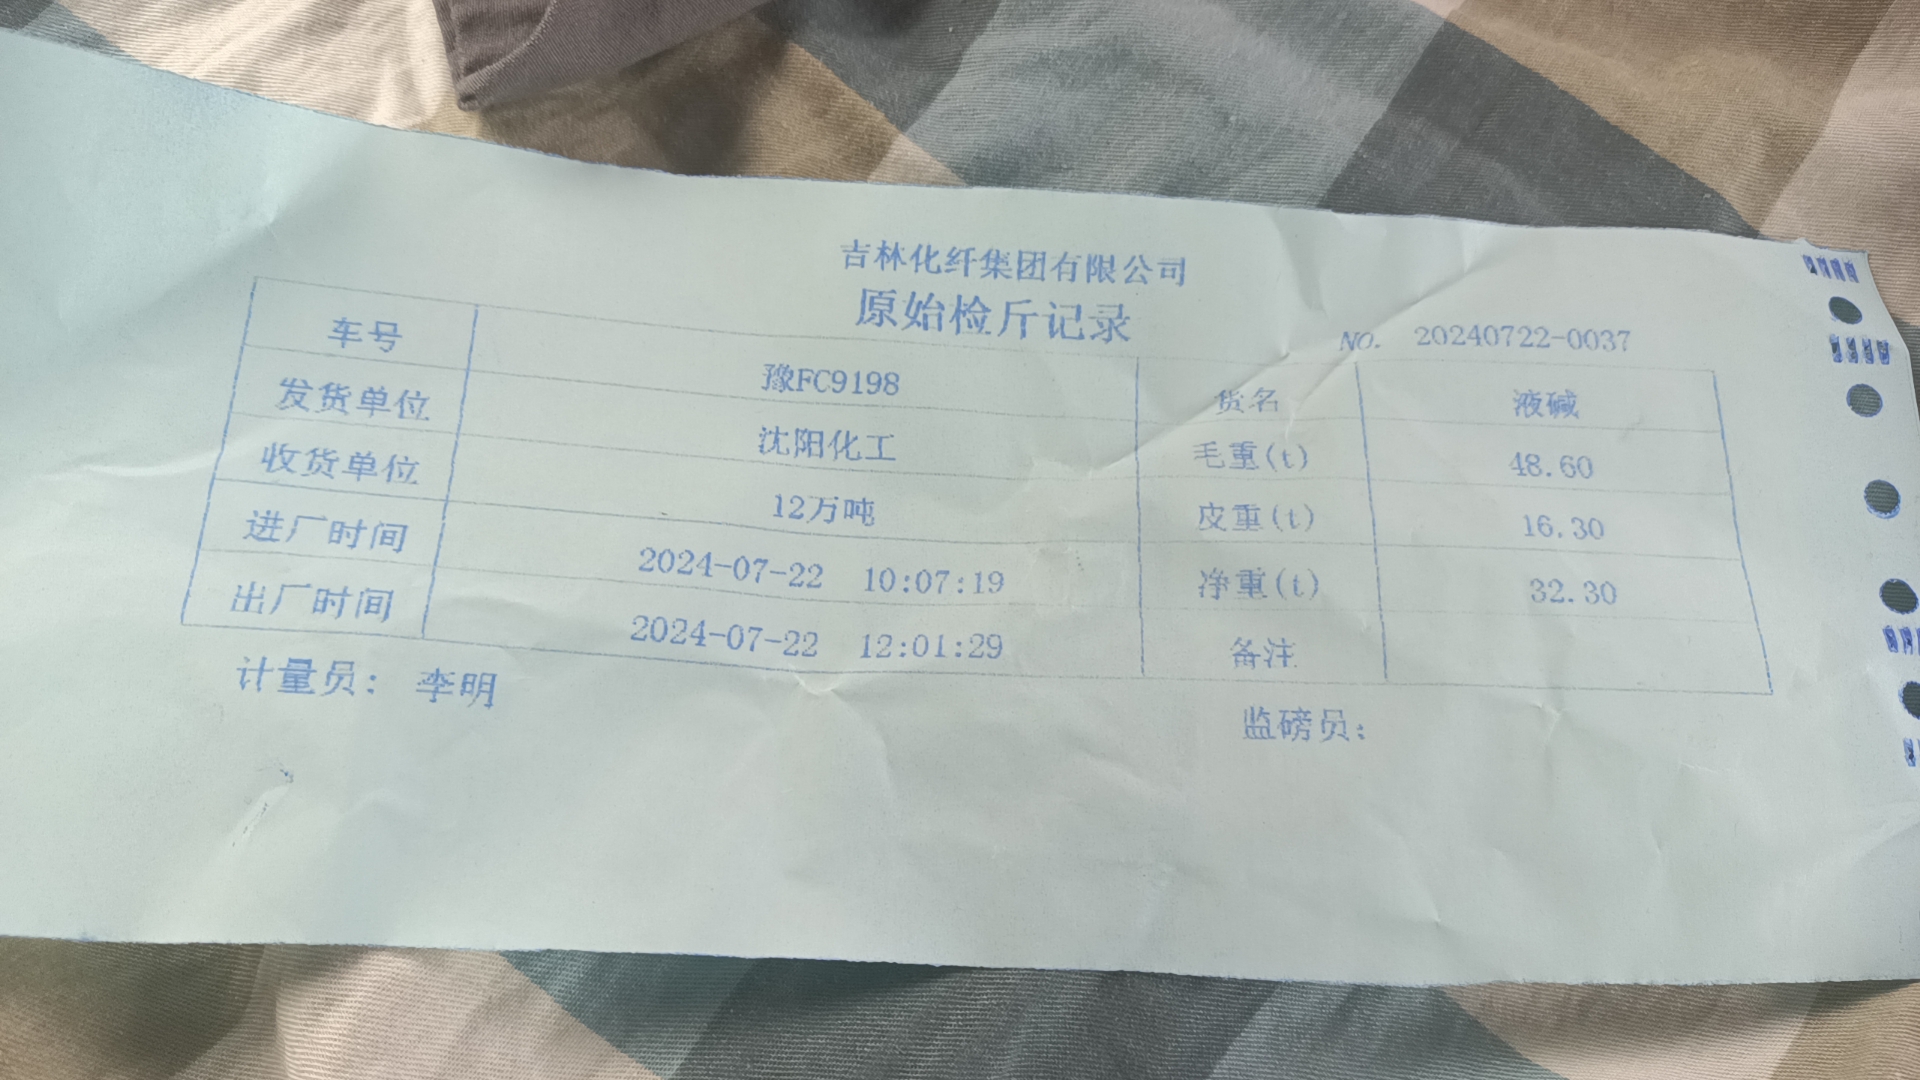 吉林化纤集团有限公司
原始检斤记录
NO. 20240722-0037
车号 豫FC9198 货名 液碱
发货单位 沈阳化工 毛重(t) 48.60
收货单位 12万吨 皮重(t) 16.30
进厂时间 2024-07-22 10:07:19 净重(t) 32.30
出厂时间 2024-07-22 12:01:29 备注
计量员: 李明 监磅员: